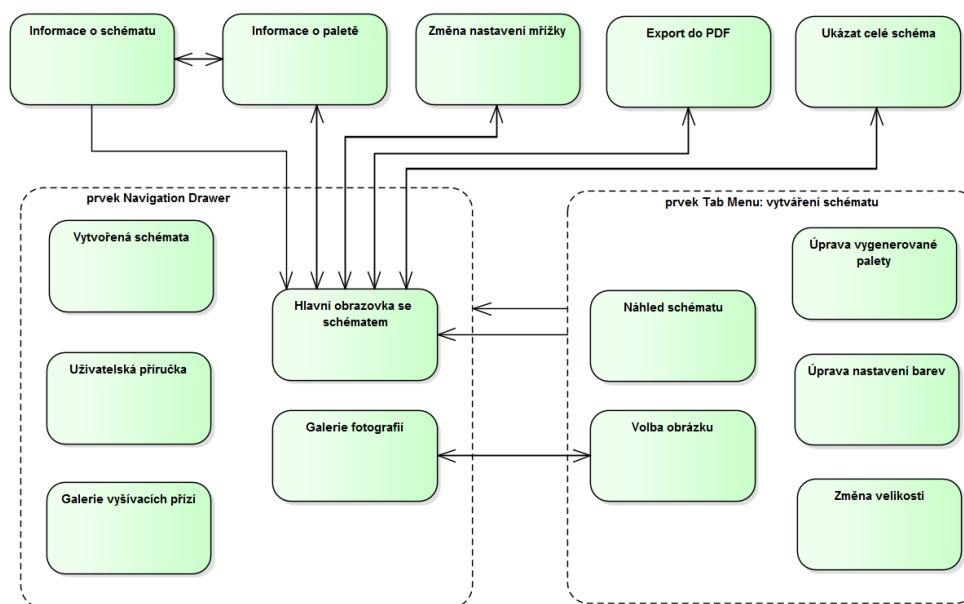 Informace o schématu
Informace o paletě
Změna nastavení mřížky
Export do PDF
Ukázat celé schéma
prvek Navigation Drawer
prvek Tab Menu: vytváření schématu
Vytvořená schémata
Úprava vygenerované
palety
Hlavní obrazovka se
schématem
Náhled schématu
Uživatelská příručka
Úprava nastavení barev
Galerie fotografií
Volba obrázku
Galerie vyšívacích přízí
Změna velikosti